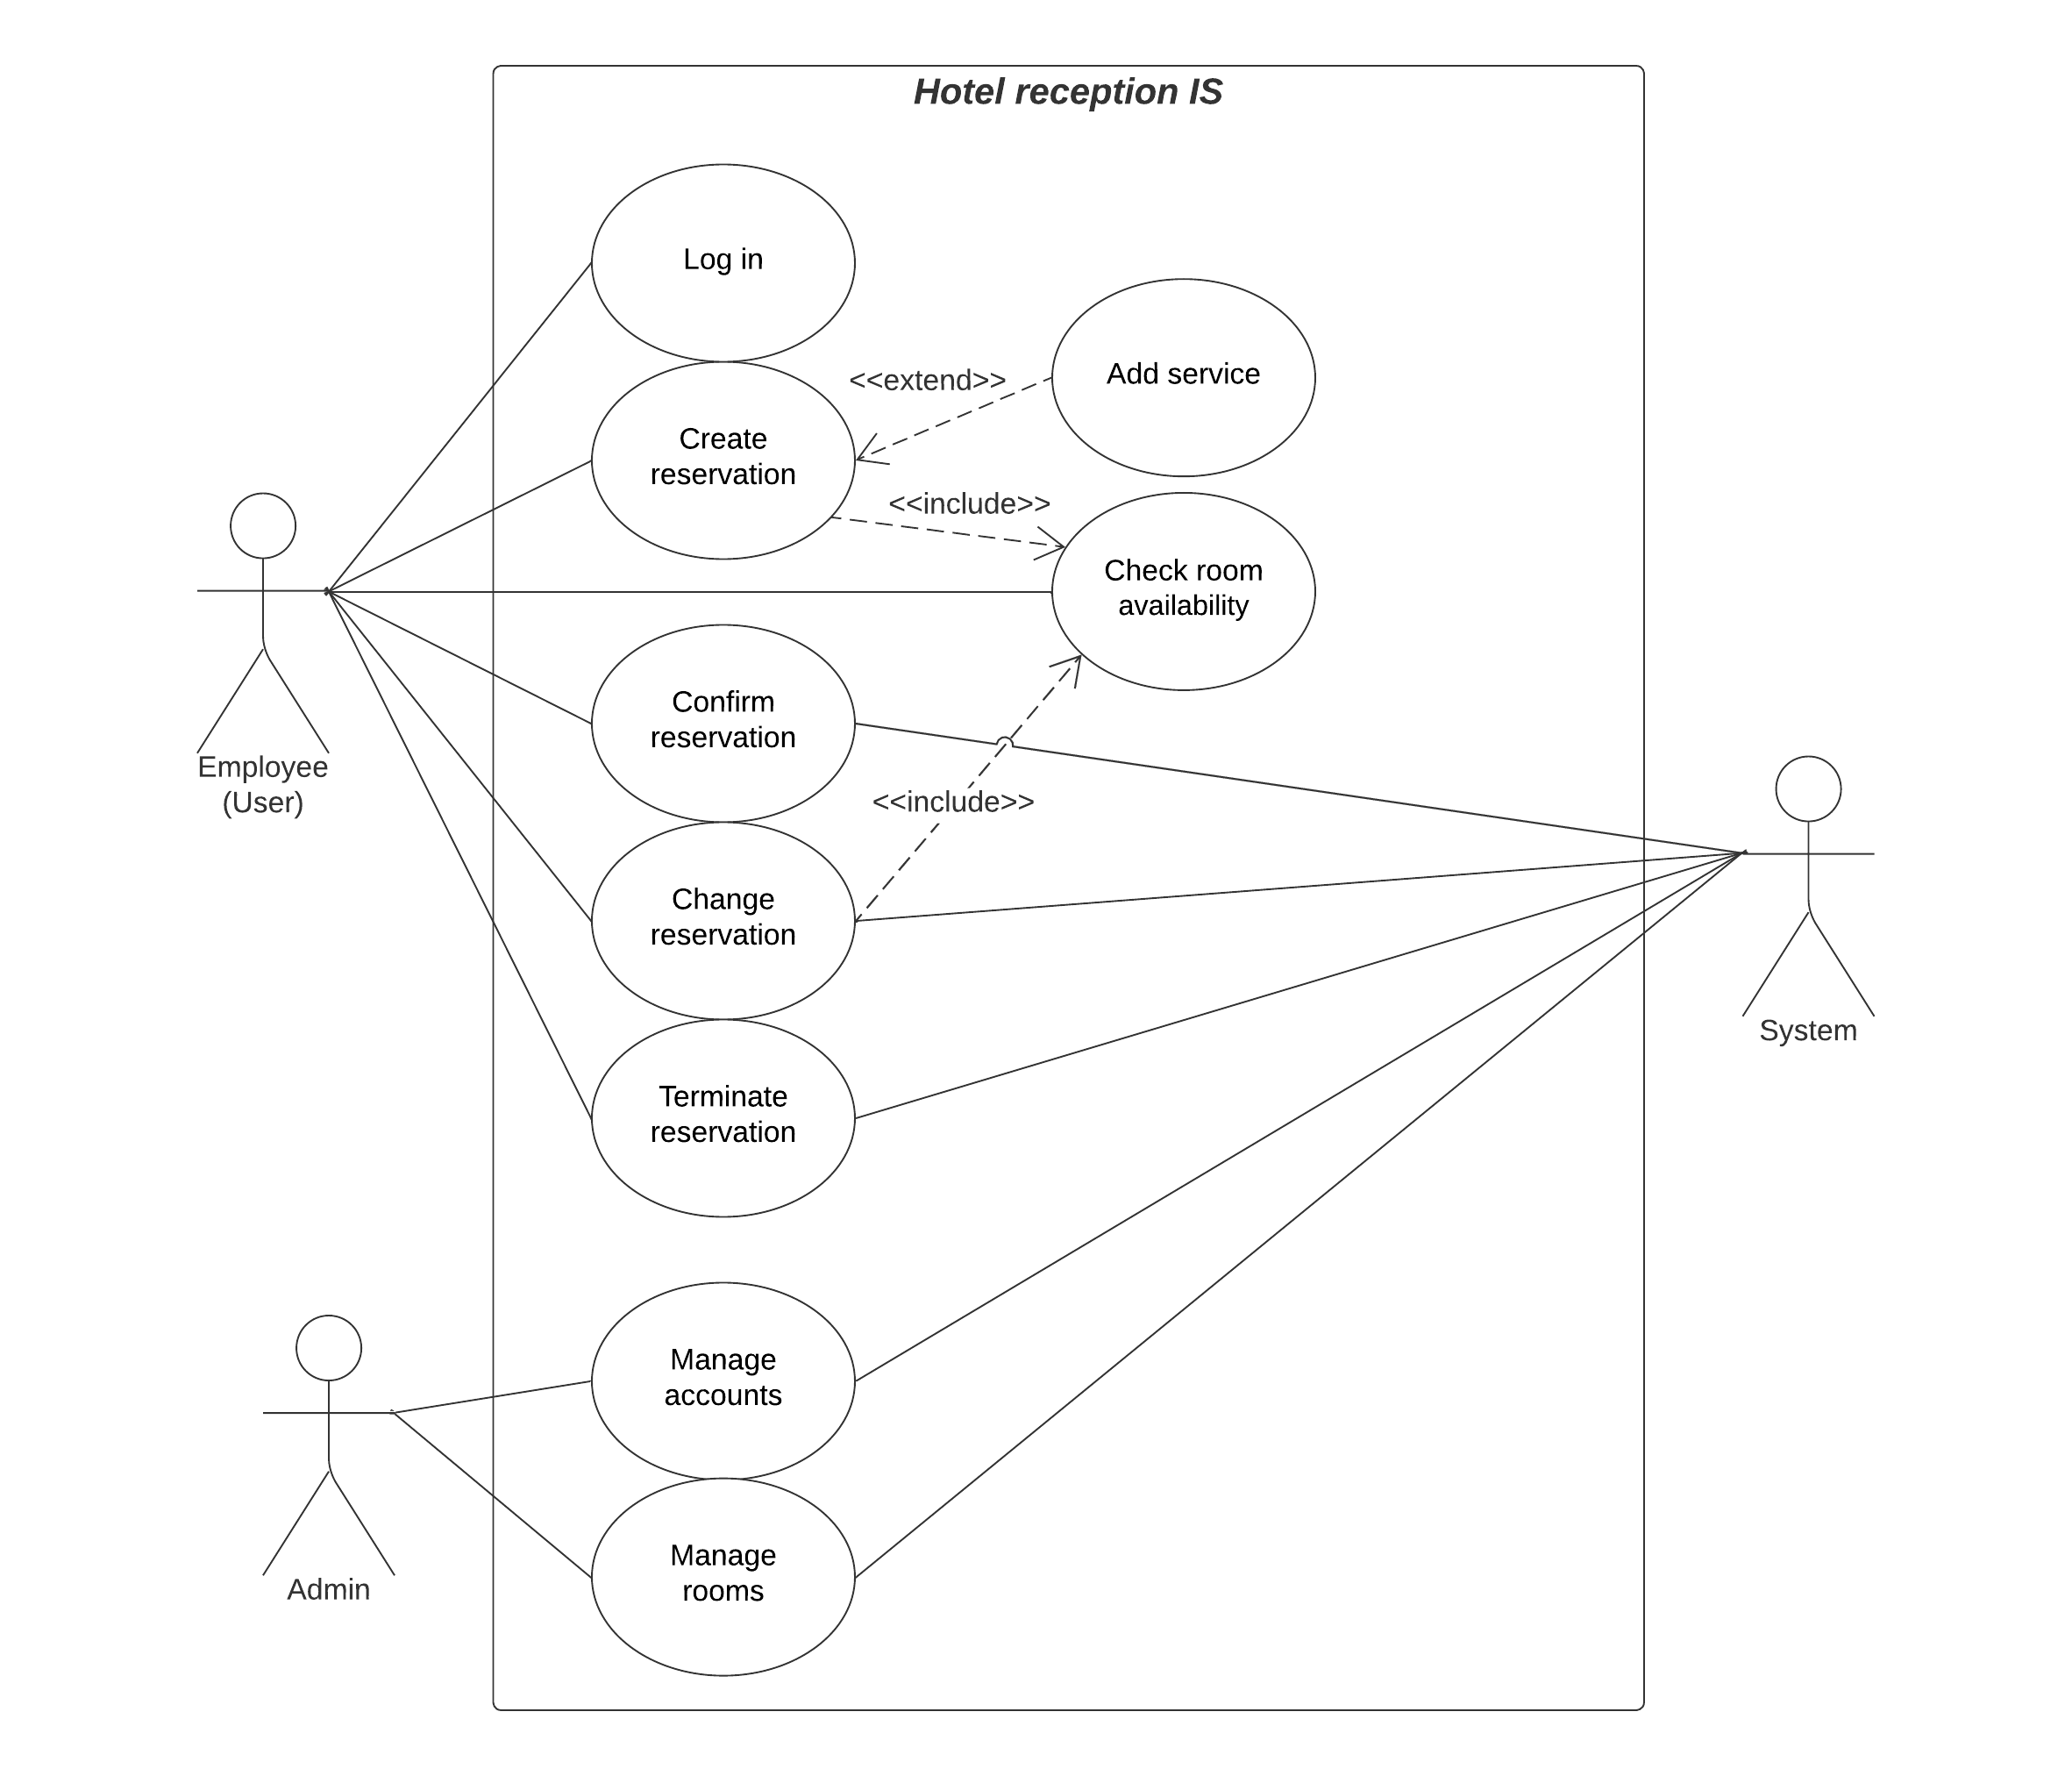 Hotel reception IS
Log in
Add service
<<extend>>
Create
reservation
<<include>>
Check room
availability
Employee
(User)
Confirm
reservation
<<include>>
Change
reservation
System
Terminate
reservation
Manage
accounts
Admin
Manage
rooms